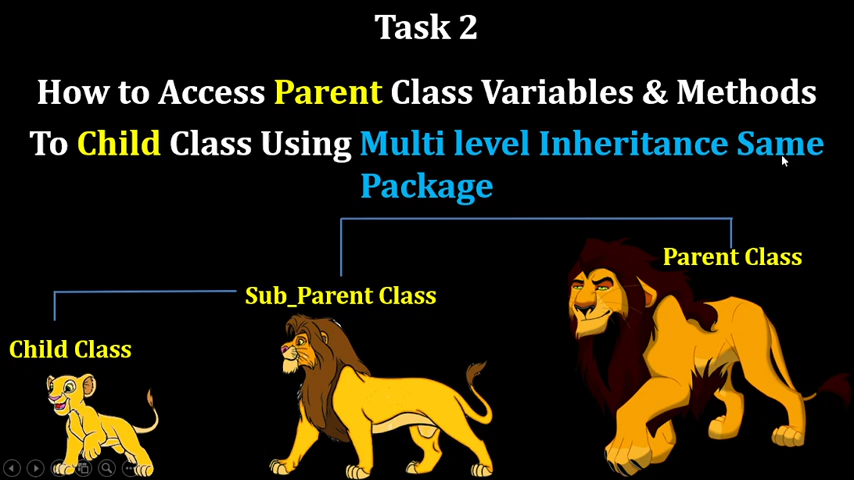 Task 2
How to Access Parent Class Variables & Methods
To Child Class Using Multi level Inheritance Same
Package
Parent Class
Sub_Parent Class
Child Class